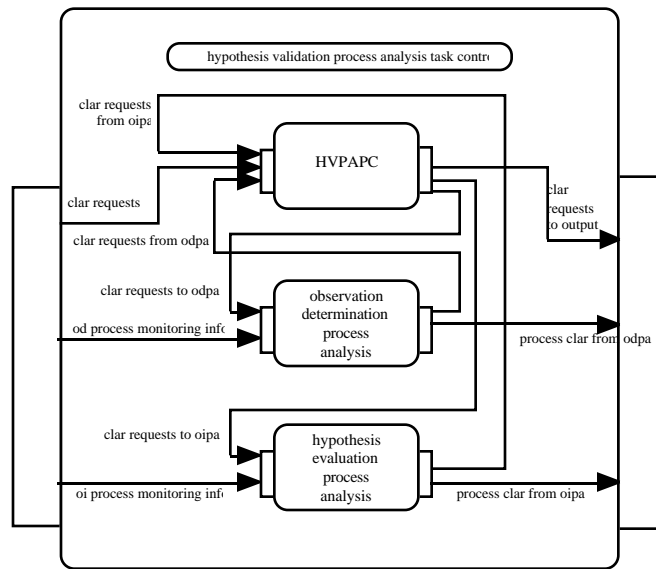 hypothesis validation process analysis task contro
clar requests
from oipa
HVPAPC
clar requests
clar
requests
to output
clar requests from odpa
clar requests to odpa
observation
determination
process
analysis
od process monitoring info
process clar from odpa
clar requests to oipa
hypothesis
evaluation
process
analysis
oi process monitoring info
process clar from oipa